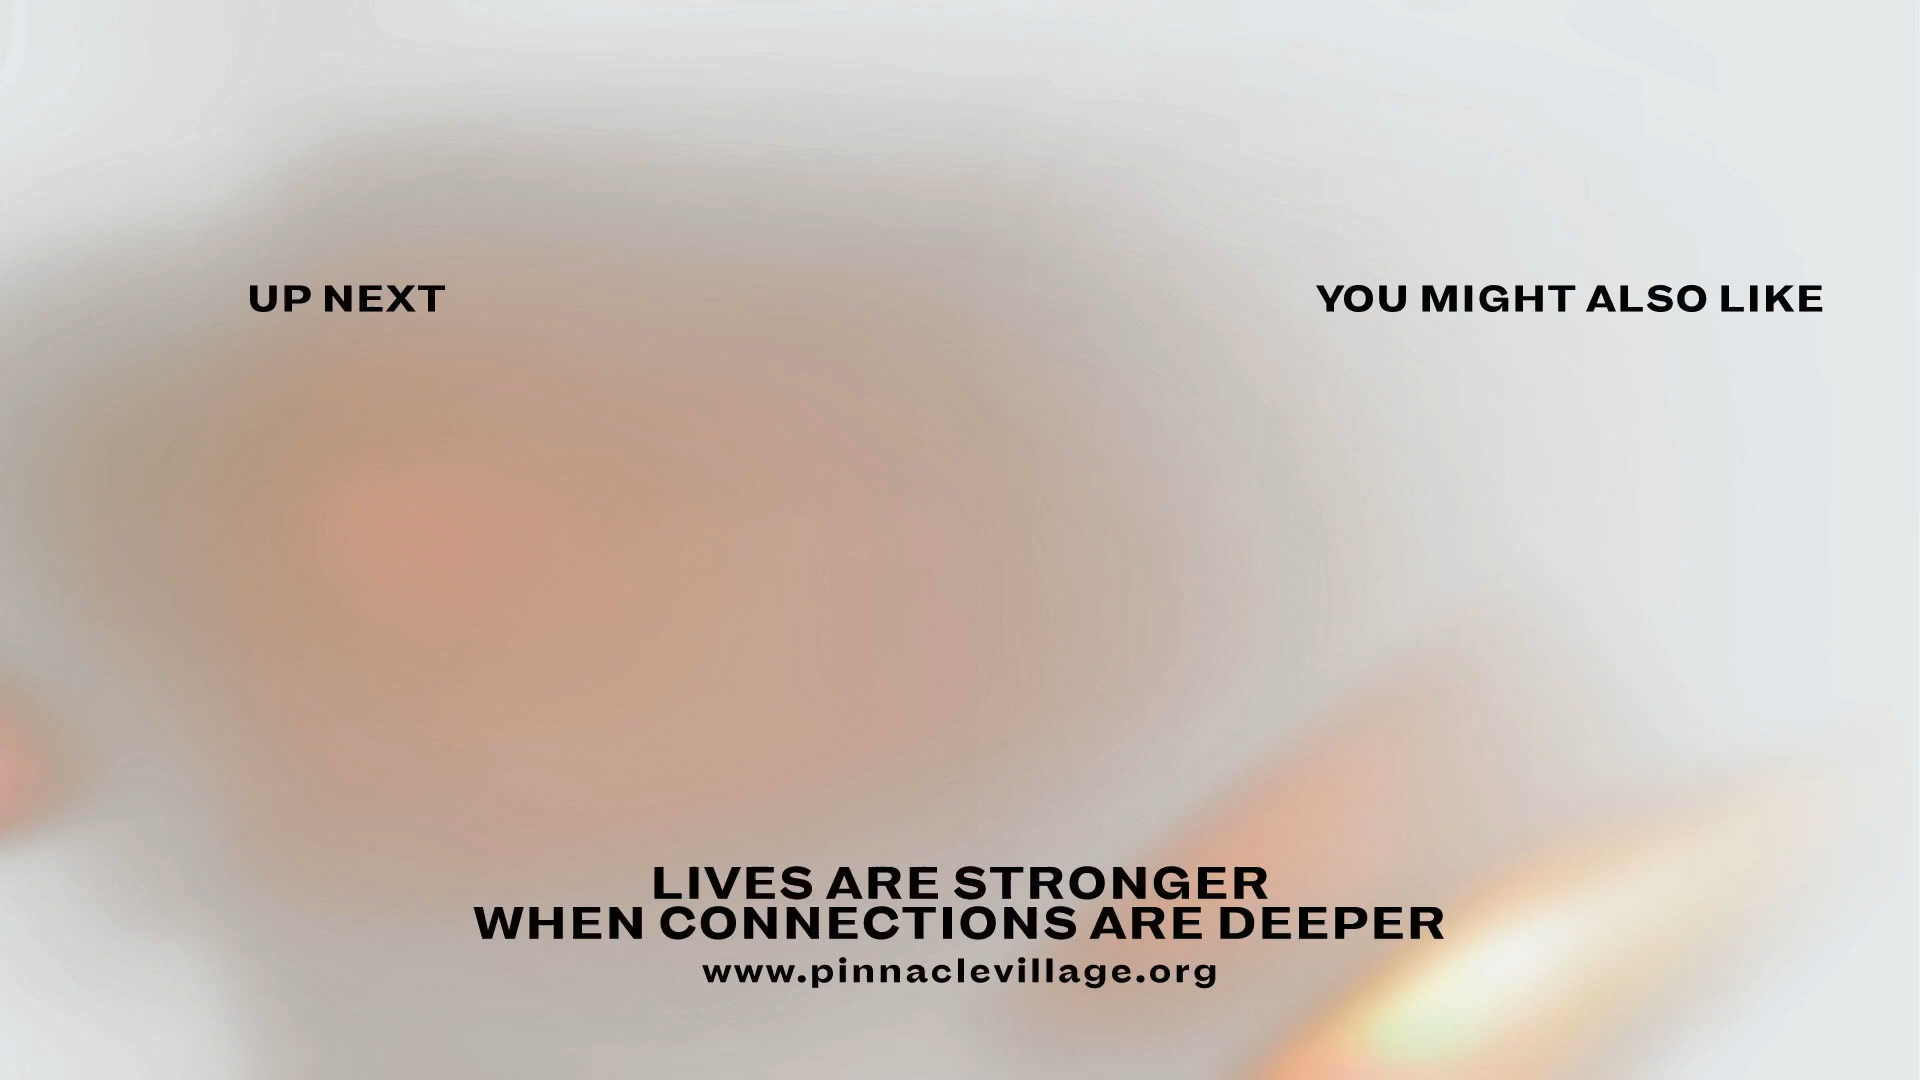 UP NEXT
YOU MIGHT ALSO LIKE
LIVES ARE STRONGER
WHEN CONNECTIONS ARE DEEPER
www.pinnaclevillage.org